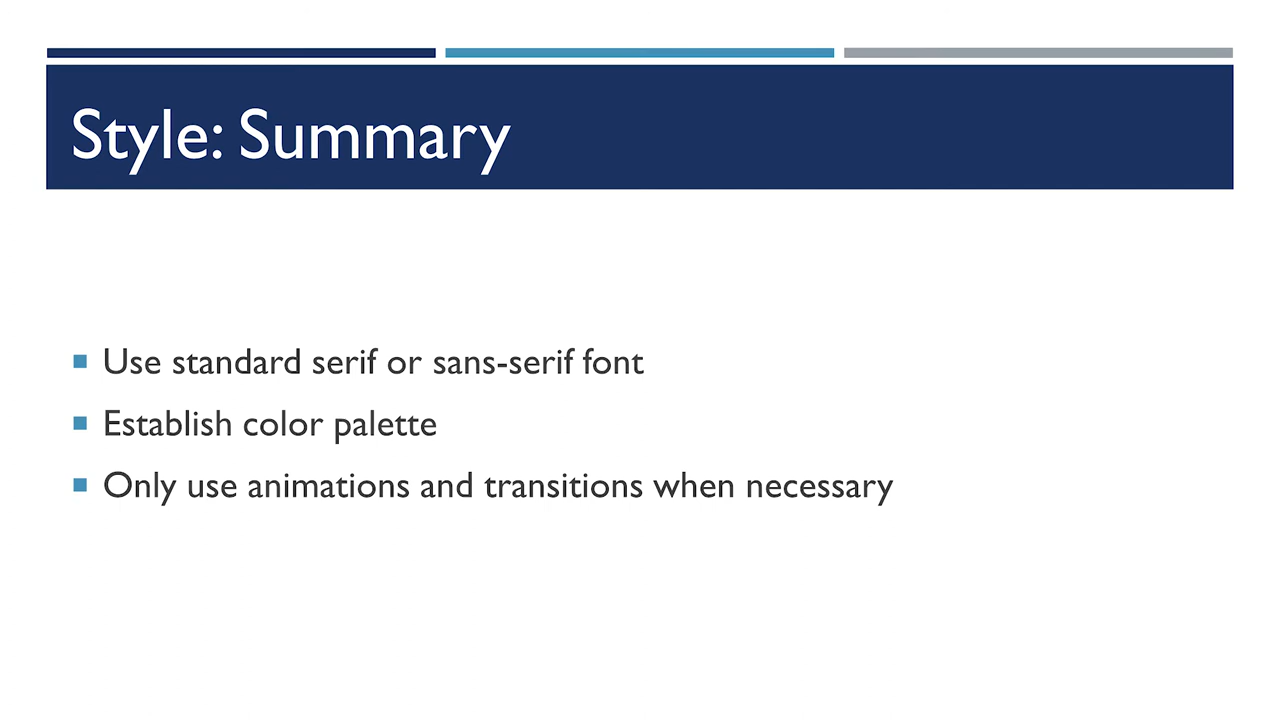 Style: Summary
Use standard serif or sans-serif font
Establish color palette
Only use animations and transitions when necessary